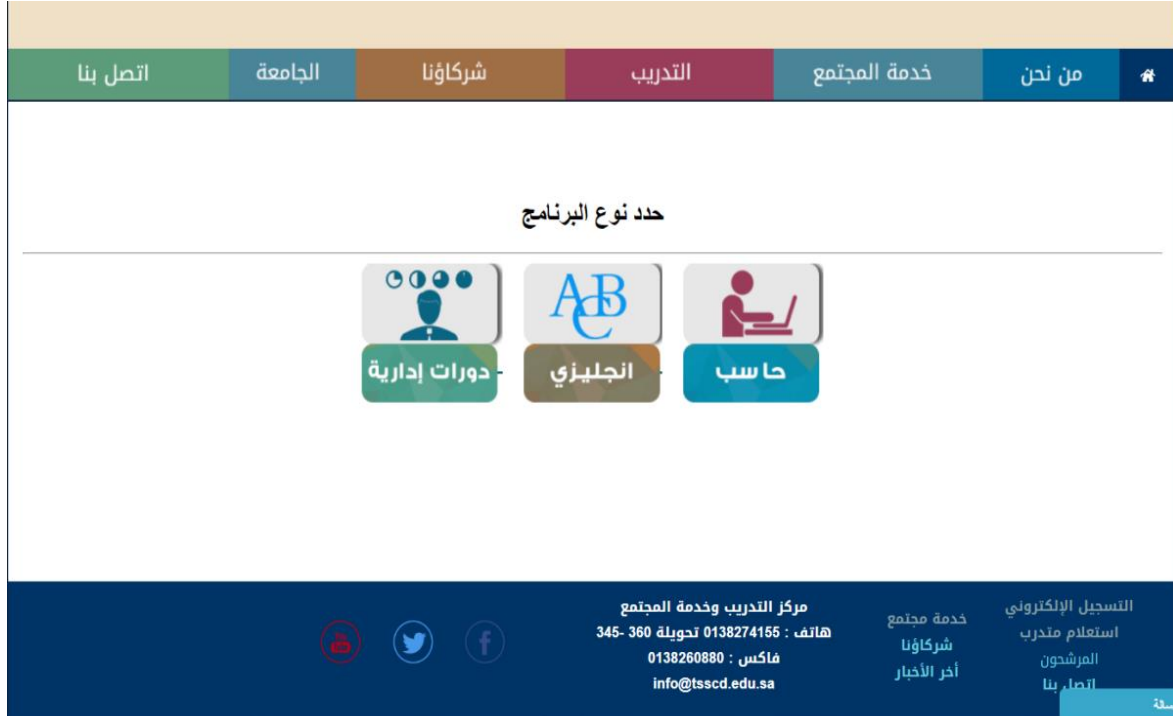 من نحن
خدمة المجتمع
التدريب
شركاؤنا
الجامعة
اتصل بنا
حدد نوع البرنامج
حاسب
ABC
انجليزي
دورات إدارية
التسجيل الإلكتروني
استعلام متدرب
المرشحون
اتصل بنا
خدمة مجتمع
شركاؤنا
أخر الأخبار
مركز التدريب وخدمة المجتمع
هاتف : 0138274155 تحويلة 360 -345
فاكس : 0138260880
info@tsscd.edu.sa